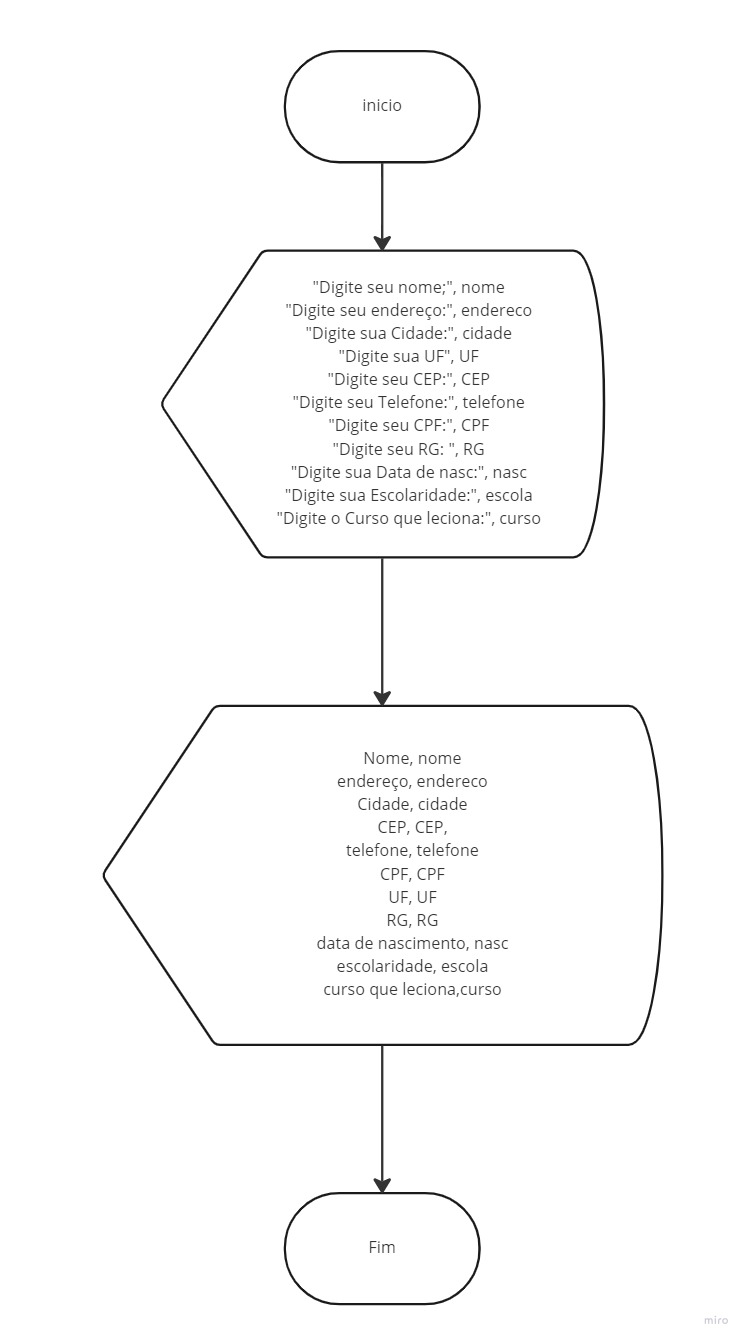 inicio
"Digite seu nome;", nome
"Digite seu endereço:", endereco
"Digite sua Cidade:", cidade
"Digite sua UF", UF
"Digite seu CEP:", CEP
"Digite seu Telefone:", telefone
"Digite seu CPF:", CPF
"Digite seu RG: ", RG
"Digite sua Data de nasc:", nasc
"Digite sua Escolaridade:", escola
"Digite o Curso que leciona:", curso
Nome, nome
endereço, endereco
Cidade, cidade
CEP, CEP,
telefone, telefone
CPF, CPF
UF, UF
RG, RG
data de nascimento, nasc
escolaridade, escola
curso que leciona,curso
Fim
miro